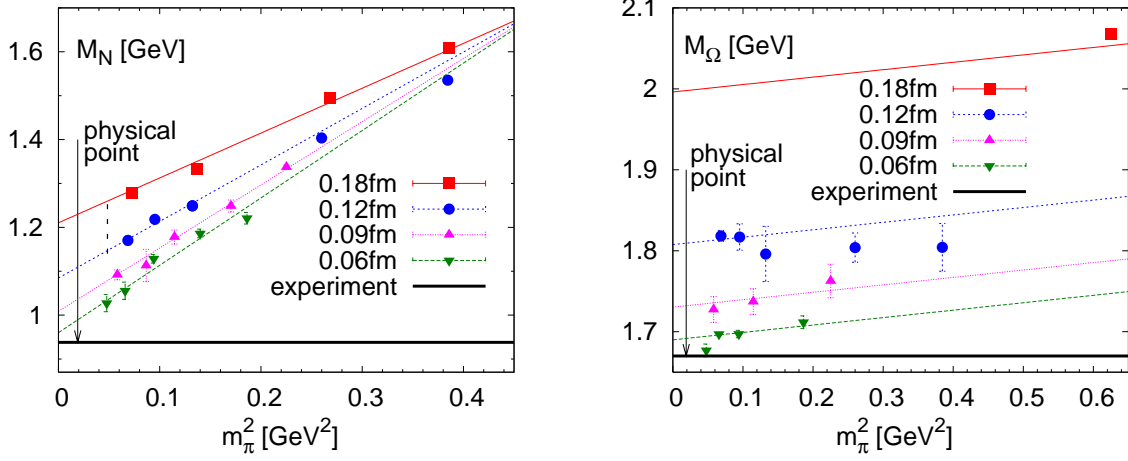 M_N [GeV]
1.6
1.4
1.2
1
physical
point
0.18fm
0.12fm
0.09fm
0.06fm
experiment
0 0.1 0.2 0.3 0.4
m_π^2 [GeV^2]
2.1
2
1.9
1.8
1.7
M_Ω [GeV]
0.18fm
0.12fm
0.09fm
0.06fm
experiment
physical
point
0 0.1 0.2 0.3 0.4 0.5 0.6
m_π^2 [GeV^2]